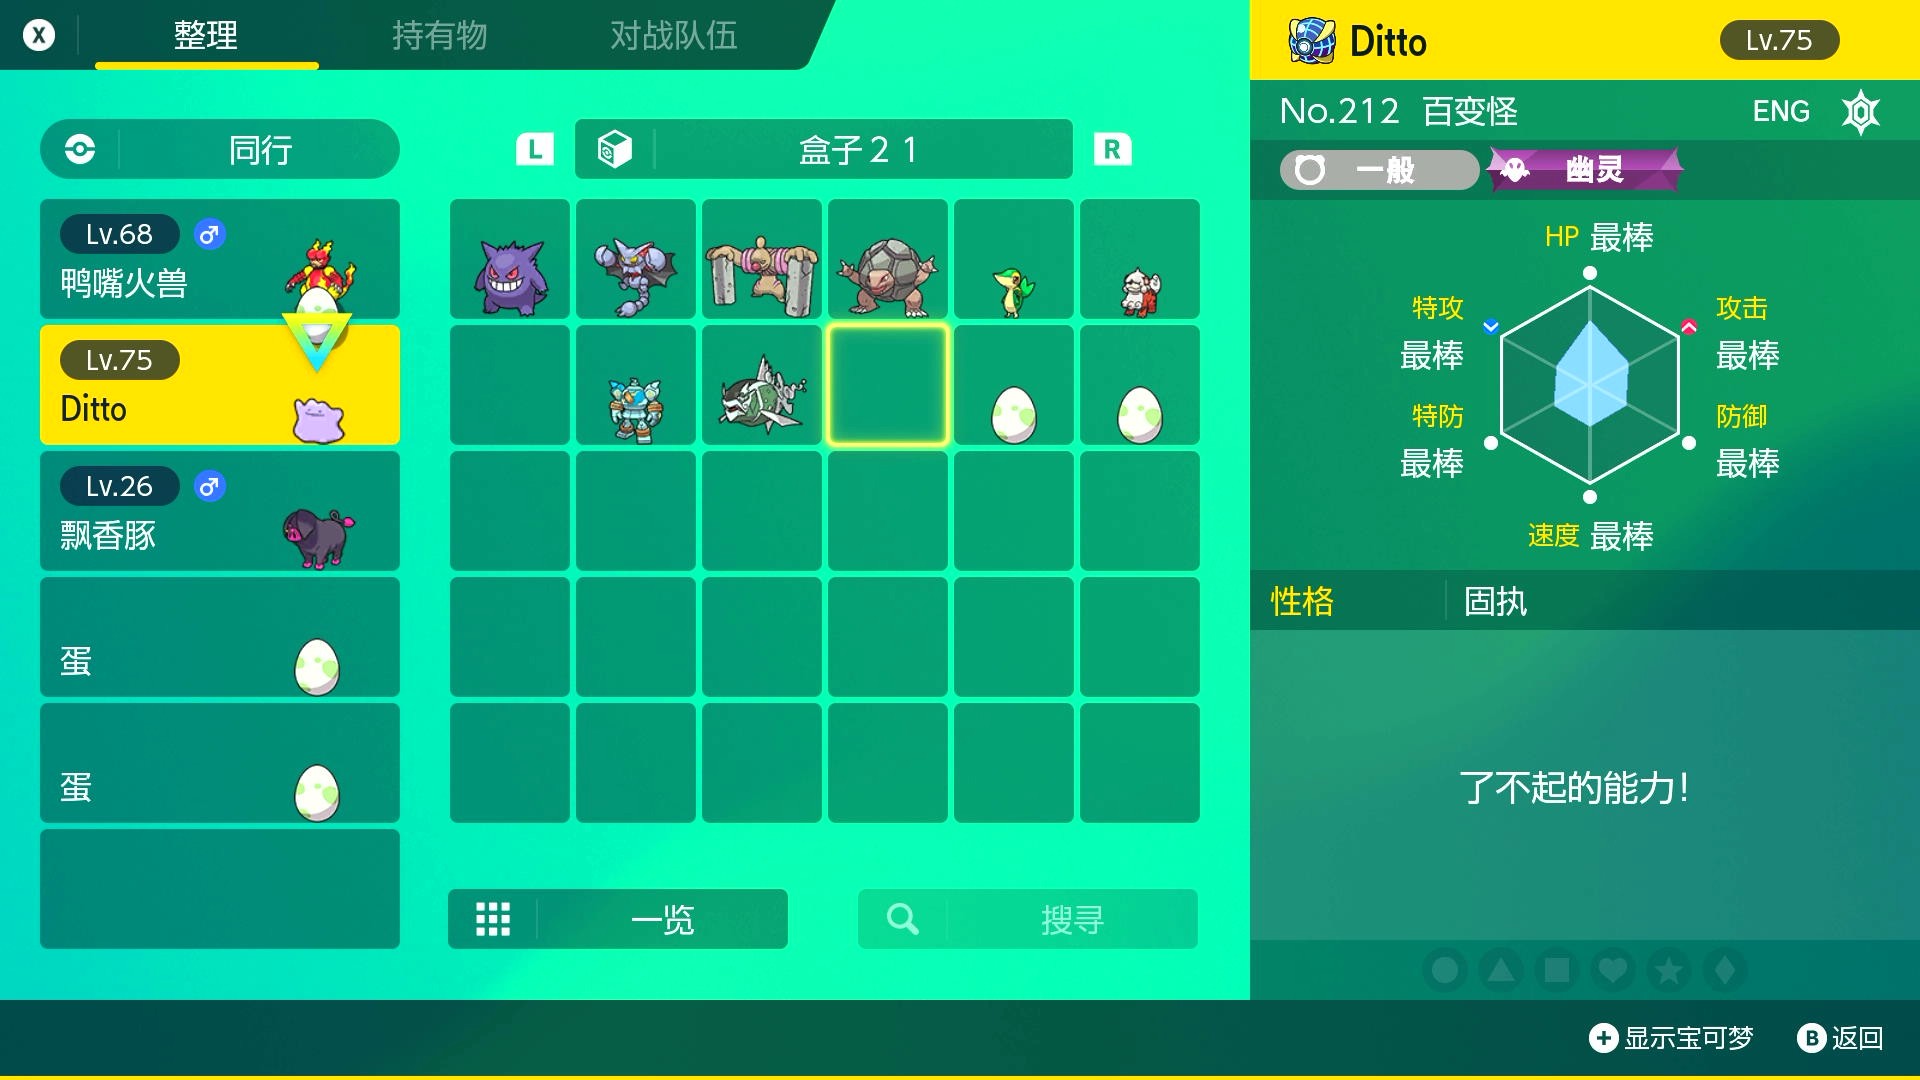 X 整理 持有物 对战队伍
同行
L 盒子21 R
Lv.68
鸭嘴火兽
Lv.75
Ditto
Lv.26
飘香豚
蛋
蛋
一览 搜寻
Ditto Lv.75
No.212 百变怪 ENG
一般 幽灵
HP 最棒
特攻 最棒
攻击 最棒
特防 最棒
防御 最棒
速度 最棒
性格 固执
了不起的能力!
显示宝可梦 B 返回